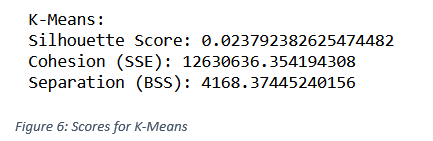 K-Means:
Silhouette Score: 0.023792382625474482
Cohesion (SSE): 12630636.354194308
Separation (BSS): 4168.37445240156
Figure 6: Scores for K-Means